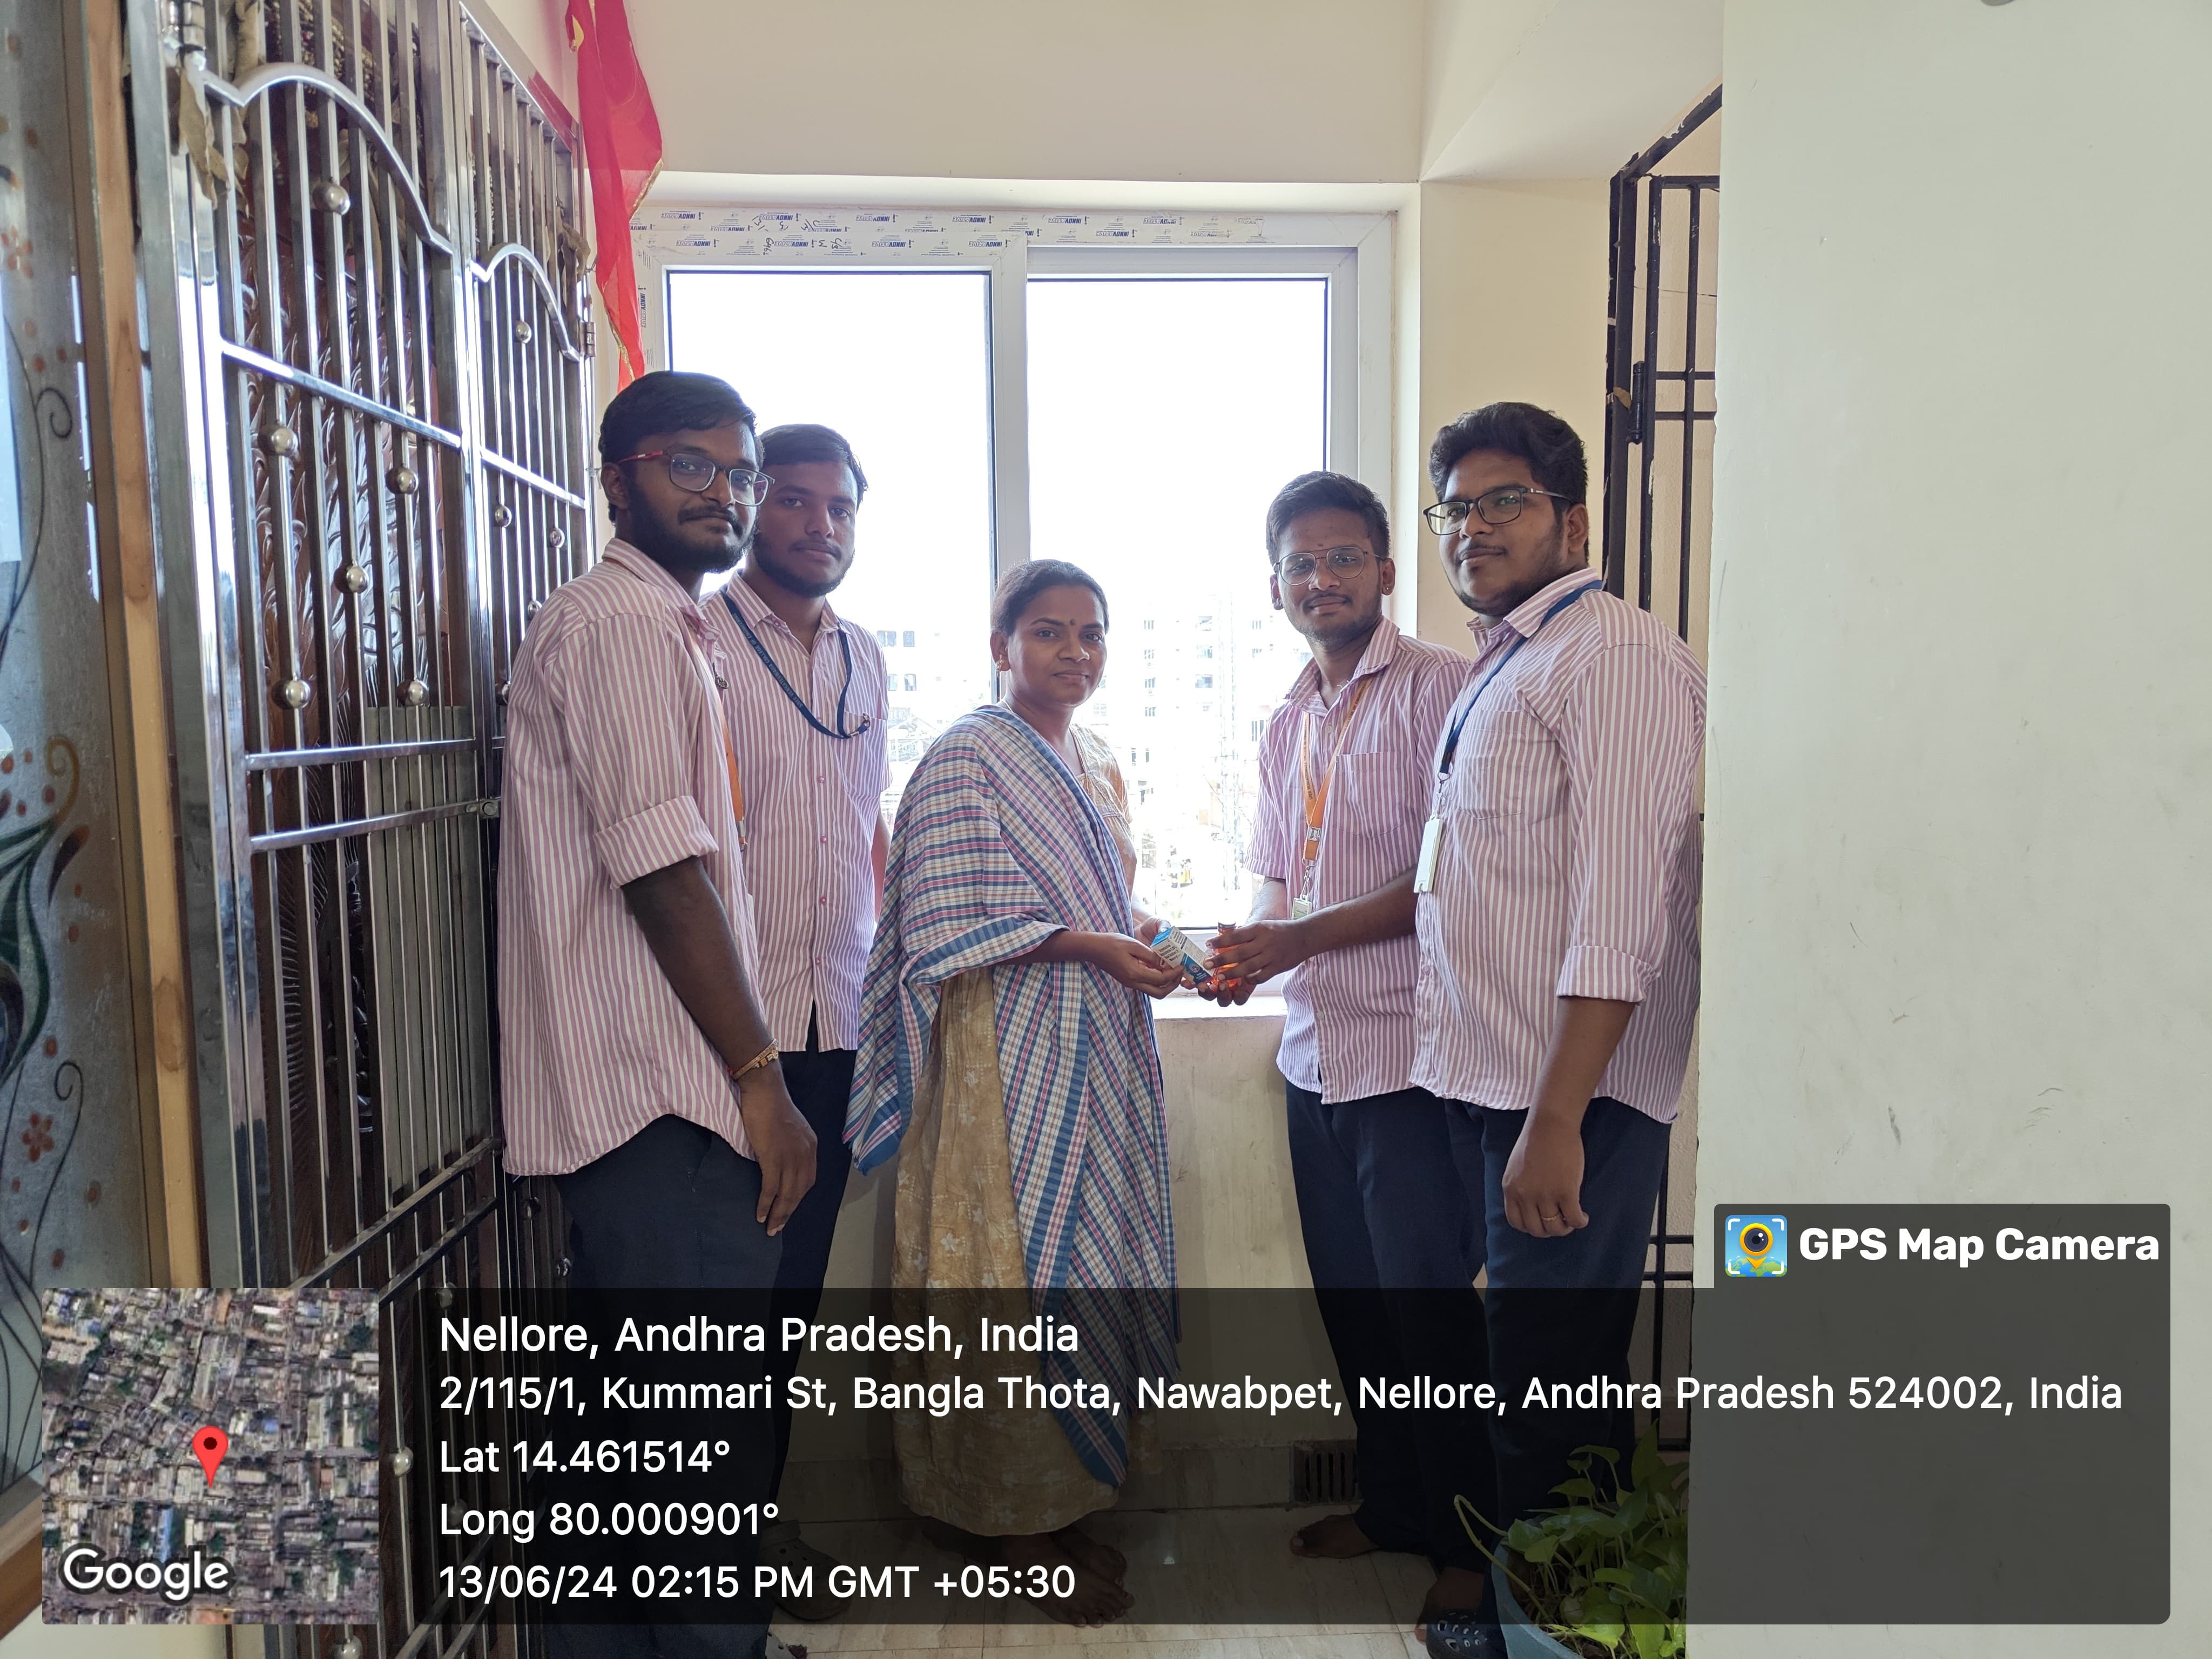 GPS Map Camera
Nellore, Andhra Pradesh, India
2/115/1, Kummari St, Bangla Thota, Nawabpet, Nellore, Andhra Pradesh 524002, India
Lat 14.461514°
Long 80.000901°
13/06/24 02:15 PM GMT +05:30
Google